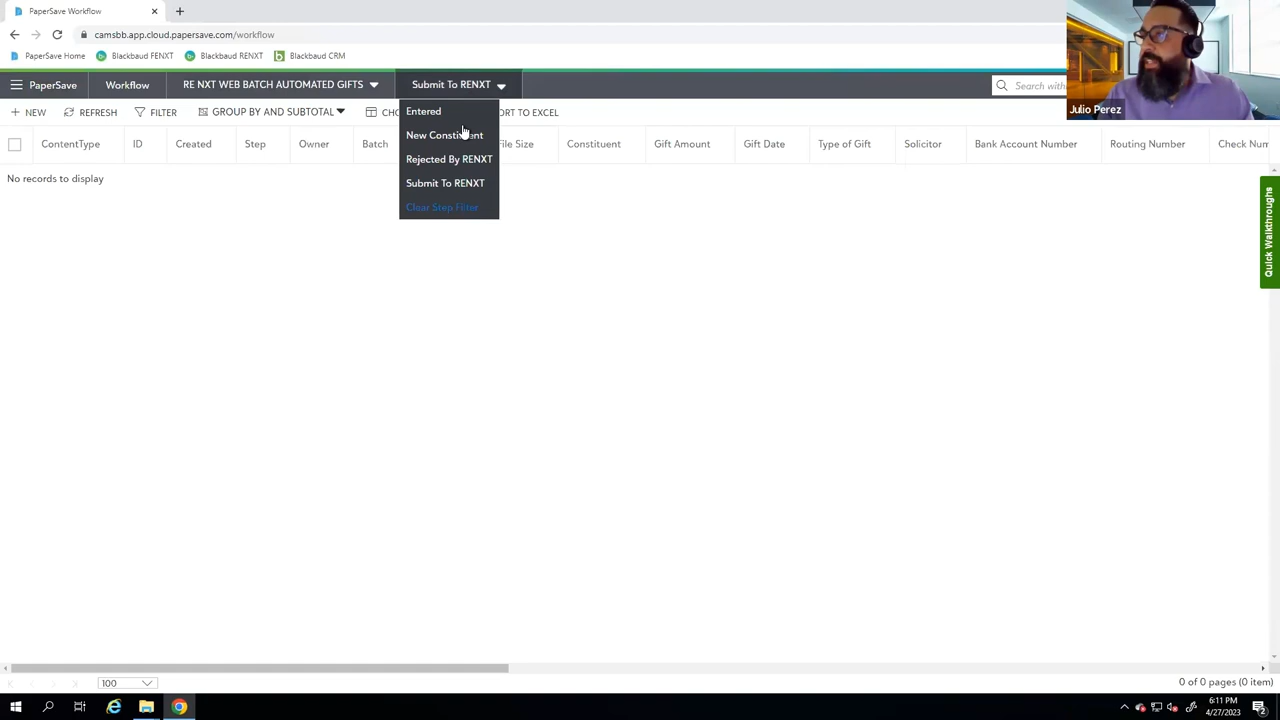 PaperSave Workflow
camsbb.app.cloud.papersave.com/workflow
PaperSave Home Blackbaud FENXT Blackbaud RENXT Blackbaud CRM
PaperSave Workflow RE NXT WEB BATCH AUTOMATED GIFTS Submit To RENXT Search with
NEW REFRESH FILTER GROUP BY AND SUBTOTAL CHO ORT TO EXCEL
Entered
New Constituent
Rejected By RENXT
Submit To RENXT
Clear Step Filter
ContentType ID Created Step Owner Batch File Size Constituent Gift Amount Gift Date Type of Gift Solicitor Bank Account Number Routing Number Check Num
No records to display
Julio Perez
Quick Walkthroughs
100
0 of 0 pages (0 item)
6:11 PM
4/27/2023
2